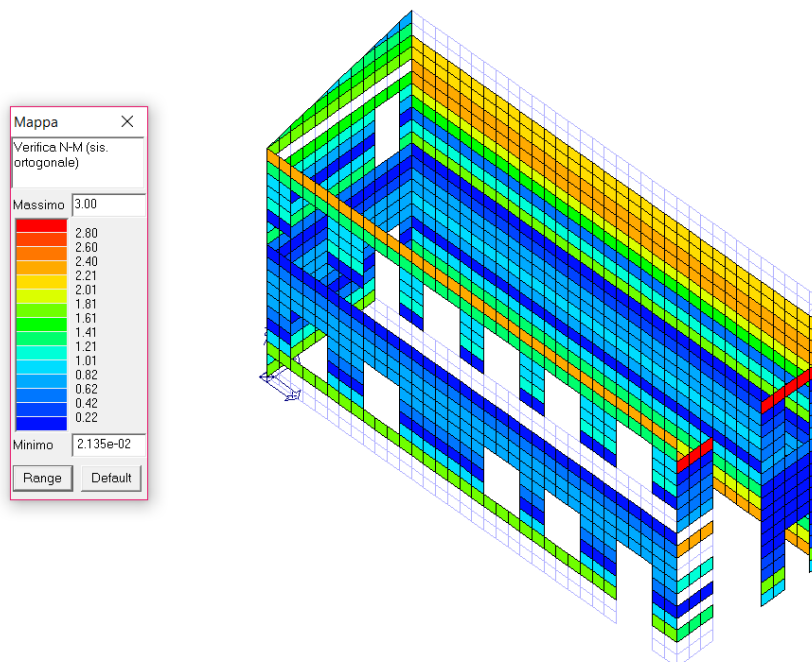 Mappa
Verifica N-M (sis.
ortogonale)
Massimo 3.00
2.80
2.60
2.40
2.21
2.01
1.81
1.61
1.41
1.21
1.01
0.82
0.62
0.42
0.22
Minimo 2.135e-02
Range Default